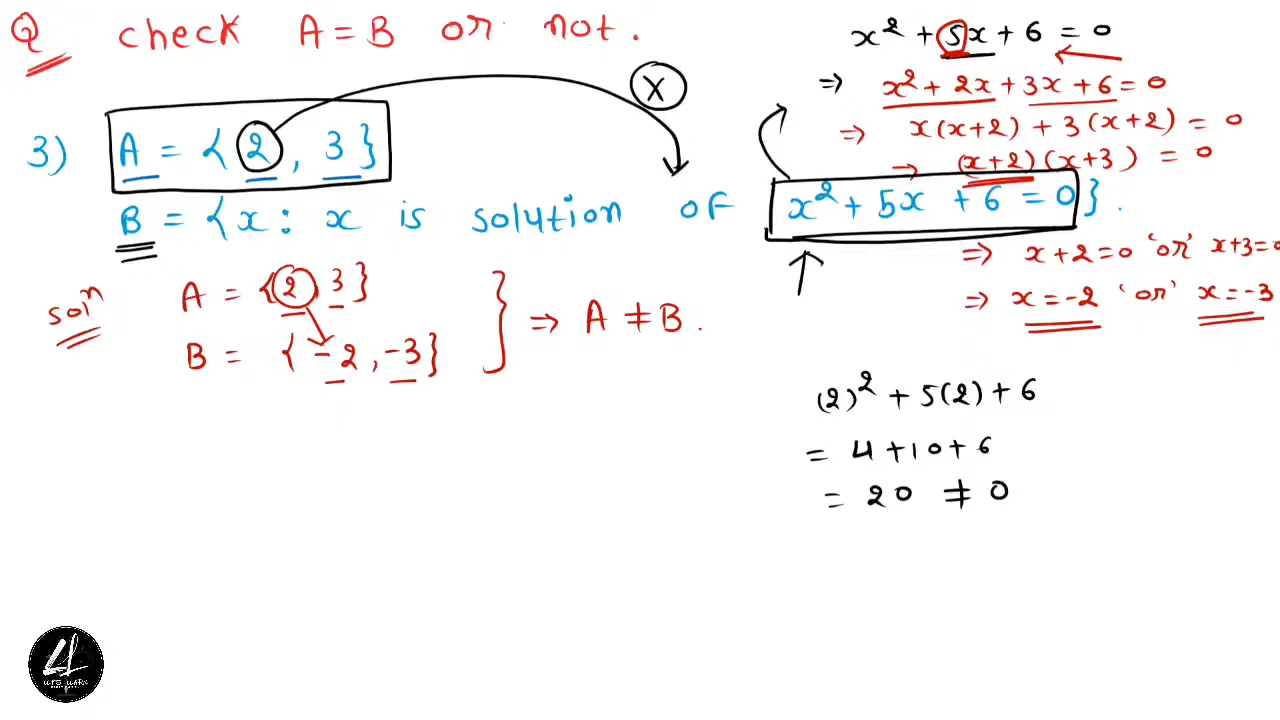 Q check A = B or not.
3) A = {2, 3}
B = {x : x is solution of x² + 5x + 6 = 0}.
solⁿ A = {2, 3}
B = {-2, -3}
⇒ A ≠ B.
x² + 5x + 6 = 0
⇒ x² + 2x + 3x + 6 = 0
⇒ x(x+2) + 3(x+2) = 0
→ (x+2)(x+3) = 0
⇒ x+2=0 'or' x+3=0
⇒ x=-2 'or' x=-3
X
(2)² + 5(2) + 6
= 4 + 10 + 6
= 20 ≠ 0